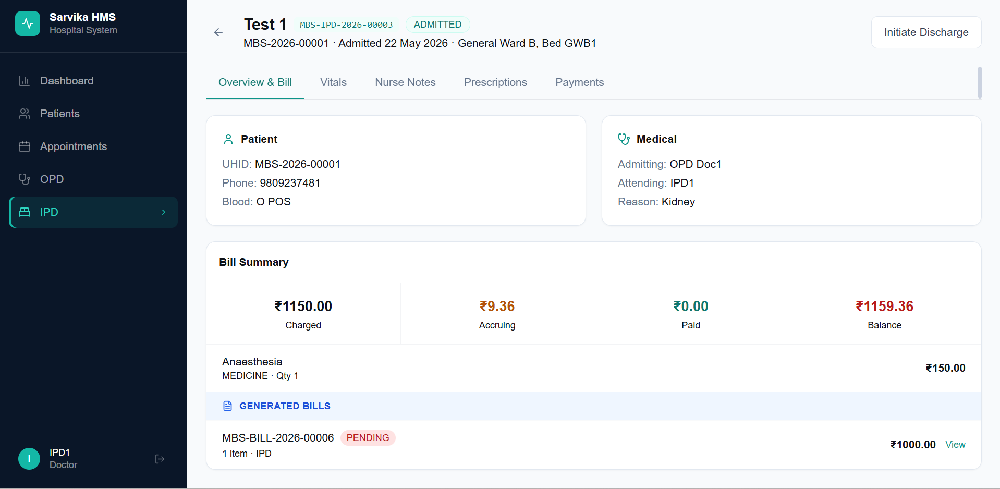 Sarvika HMS
Hospital System
Dashboard
Patients
Appointments
OPD
IPD
I
IPD1
Doctor
Test 1 MBS-IPD-2026-00003 ADMITTED
MBS-2026-00001 · Admitted 22 May 2026 · General Ward B, Bed GWB1
Initiate Discharge
Overview & Bill Vitals Nurse Notes Prescriptions Payments
Patient
UHID: MBS-2026-00001
Phone: 9809237481
Blood: O POS
Medical
Admitting: OPD Doc1
Attending: IPD1
Reason: Kidney
Bill Summary
₹1150.00 ₹9.36 ₹0.00 ₹1159.36
Charged Accruing Paid Balance
Anaesthesia
MEDICINE · Qty 1
₹150.00
GENERATED BILLS
MBS-BILL-2026-00006 PENDING
1 item · IPD
₹1000.00 View